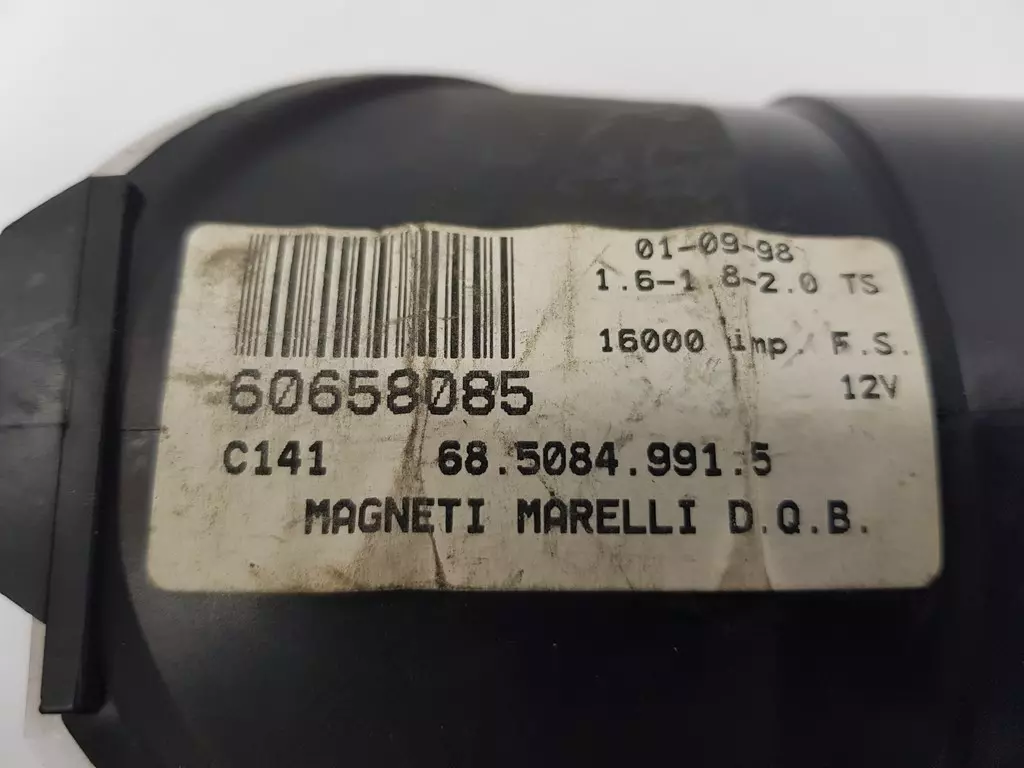 01-09-98
1.6-1.8-2.0 TS
16000 imp. F.S.
12V
60658085
C141 68.5084.991.5
MAGNETI MARELLI D.Q.B.